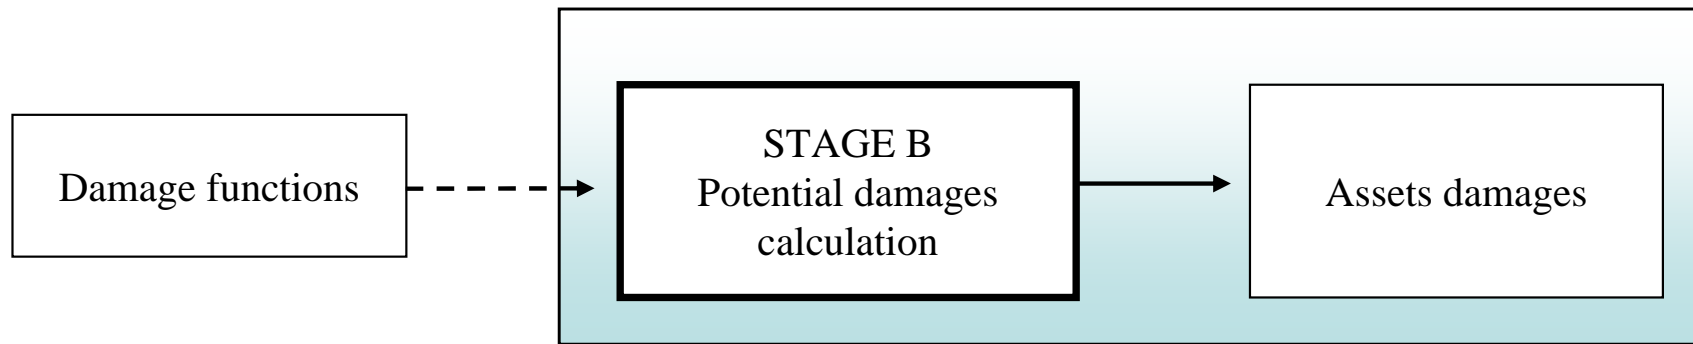 Damage functions
STAGE B
Potential damages
calculation
Assets damages